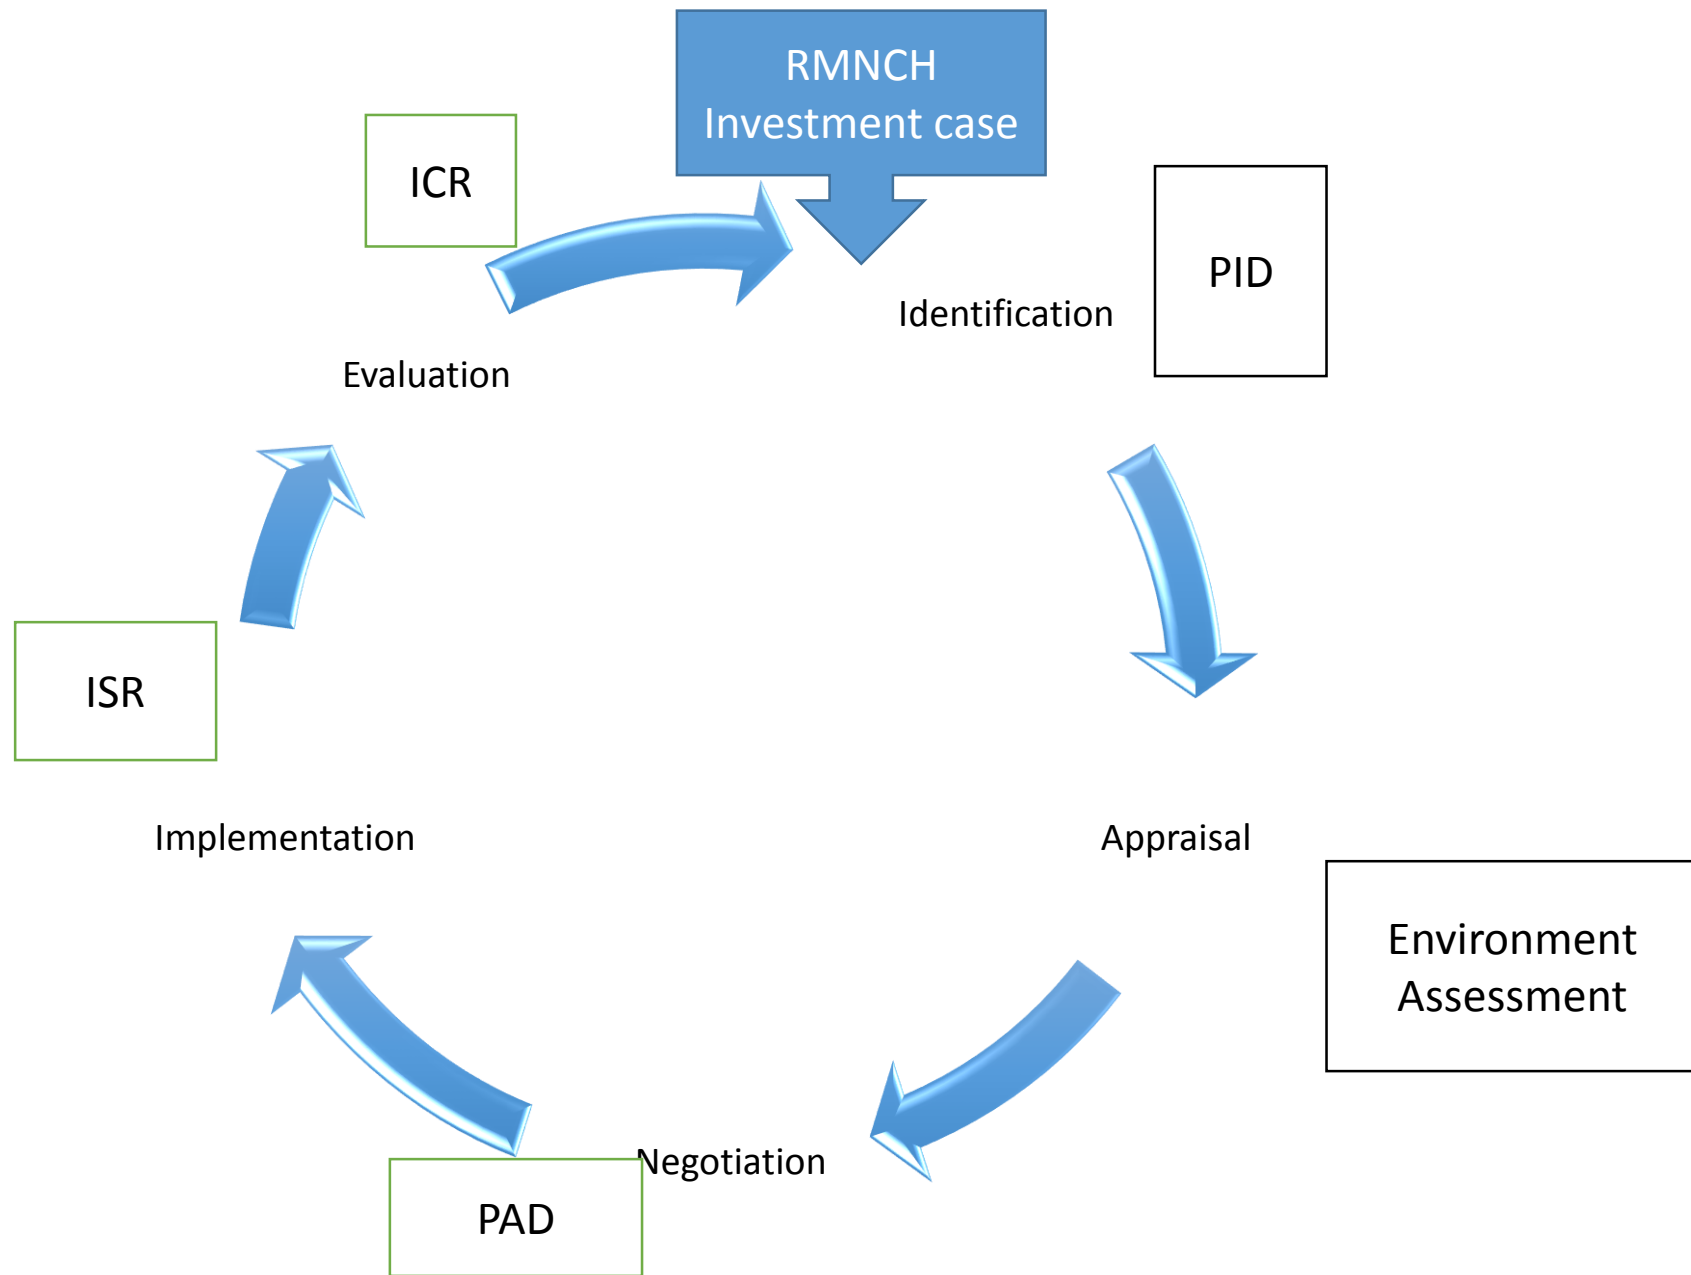 RMNCH
Investment case
ICR
PID
Identification
Evaluation
ISR
Implementation
Appraisal
Environment
Assessment
Negotiation
PAD